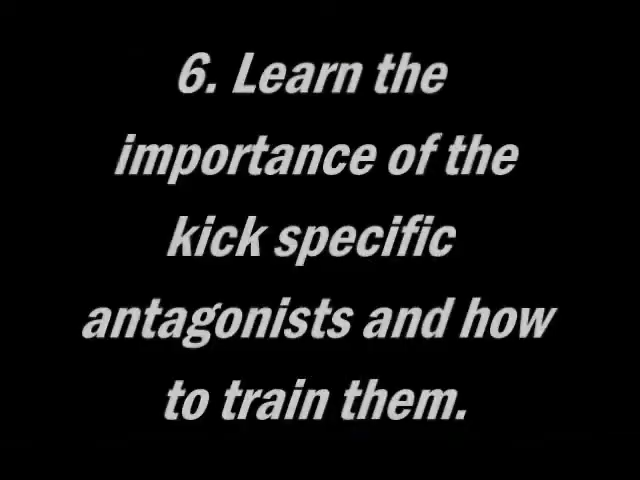 6. Learn the
importance of the
kick specific
antagonists and how
to train them.